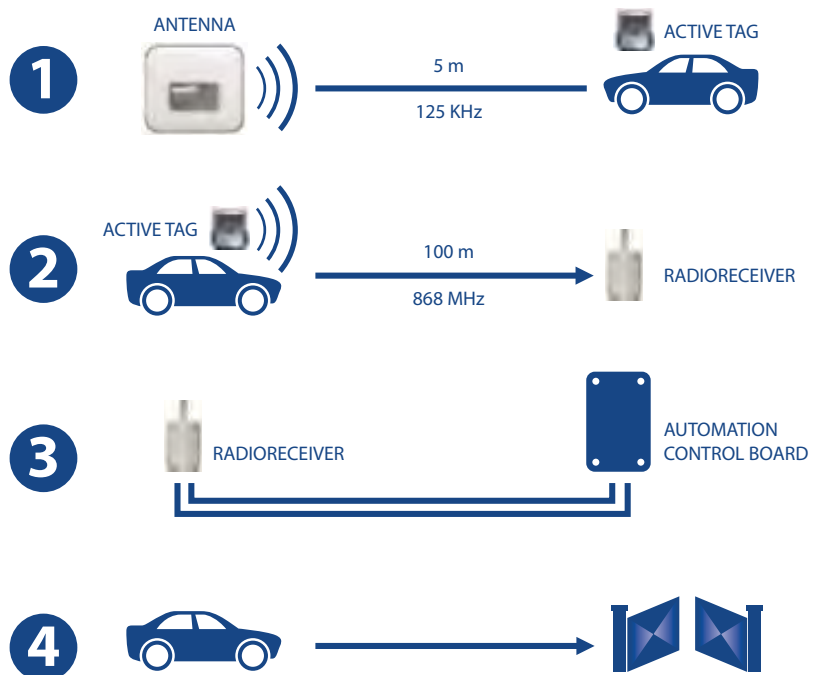 1
ANTENNA
ACTIVE TAG
5 m
125 KHz
2
ACTIVE TAG
100 m
868 MHz
RADIORECEIVER
3
RADIORECEIVER
AUTOMATION
CONTROL BOARD
4